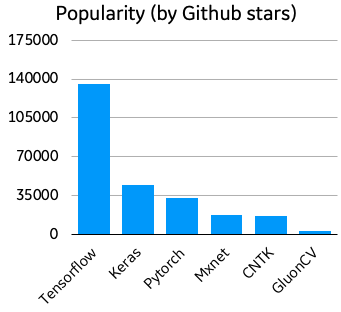 Popularity (by Github stars)
175000
140000
105000
70000
35000
0
Tensorflow
Keras
Pytorch
Mxnet
CNTK
GluonCV